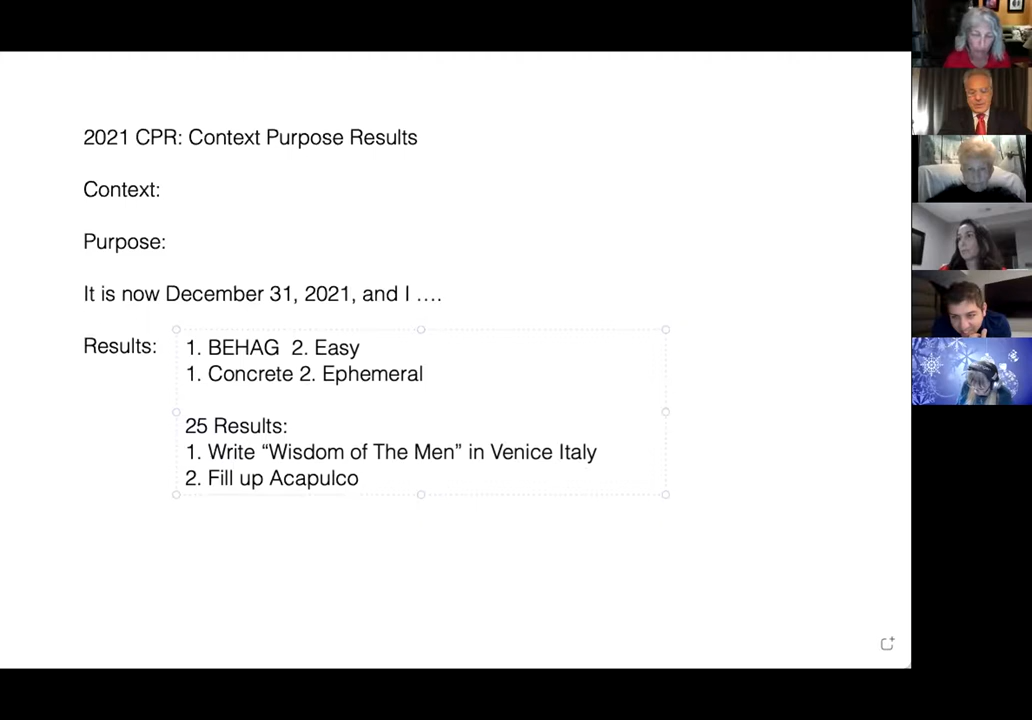 2021 CPR: Context Purpose Results
Context:
Purpose:
It is now December 31, 2021, and I ....
Results:
1. BEHAG  2. Easy
1. Concrete 2. Ephemeral
25 Results:
1. Write “Wisdom of The Men” in Venice Italy
2. Fill up Acapulco